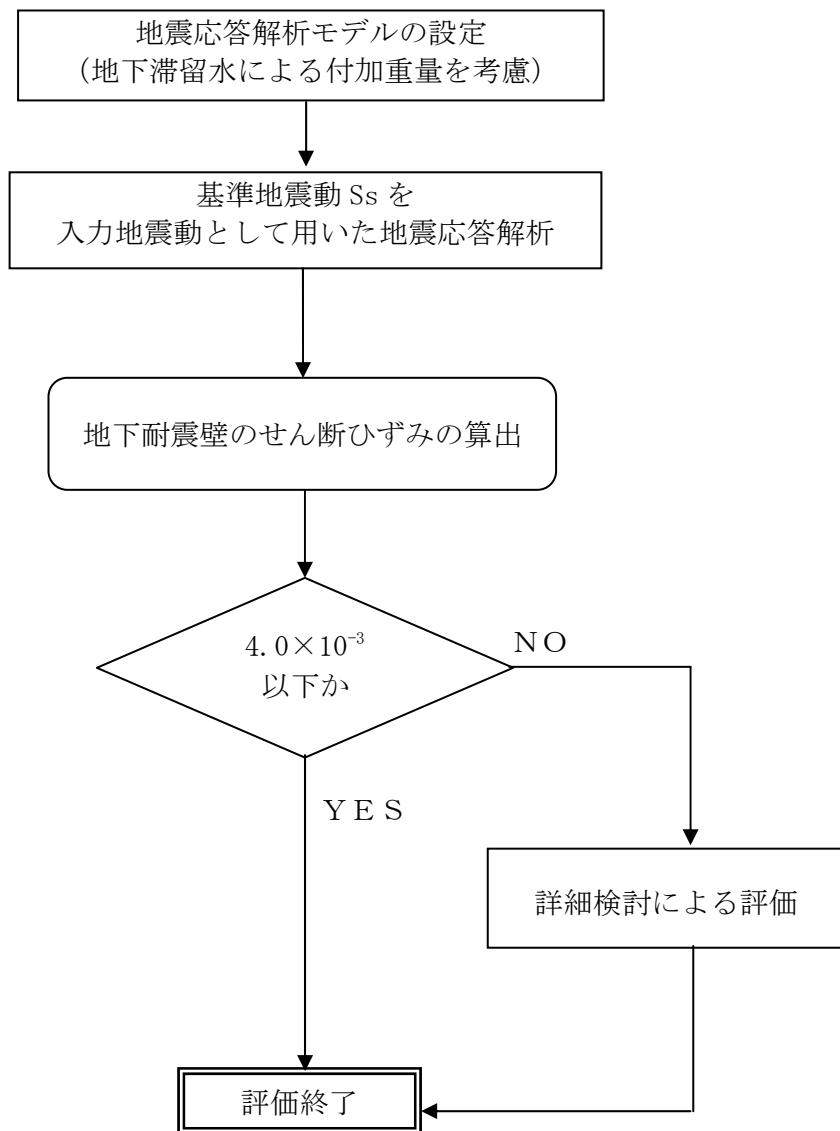 地震応答解析モデルの設定
（地下滞留水による付加重量を考慮）
基準地震動 Ss を
入力地震動として用いた地震応答解析
地下耐震壁のせん断ひずみの算出
4.0×10⁻³
以下か
ＮＯ
ＹＥＳ
詳細検討による評価
評価終了